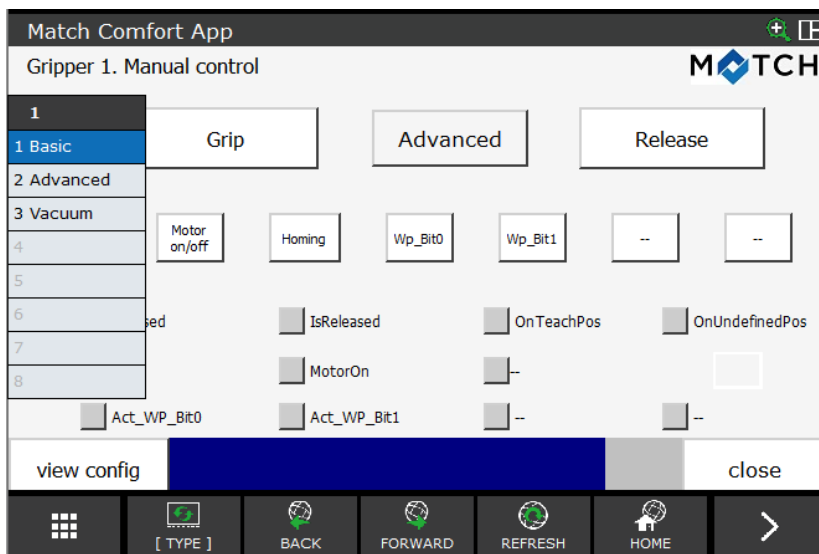 Match Comfort App
Gripper 1. Manual control
MATCH
1
1 Basic
2 Advanced
3 Vacuum
4
5
6
7
8
Grip
Advanced
Release
Motor
on/off
Homing
Wp_Bit0
Wp_Bit1
--
--
sed
IsReleased
OnTeachPos
OnUndefinedPos
MotorOn
--
Act_WP_Bit0
Act_WP_Bit1
--
--
view config
close
[ TYPE ]
BACK
FORWARD
REFRESH
HOME